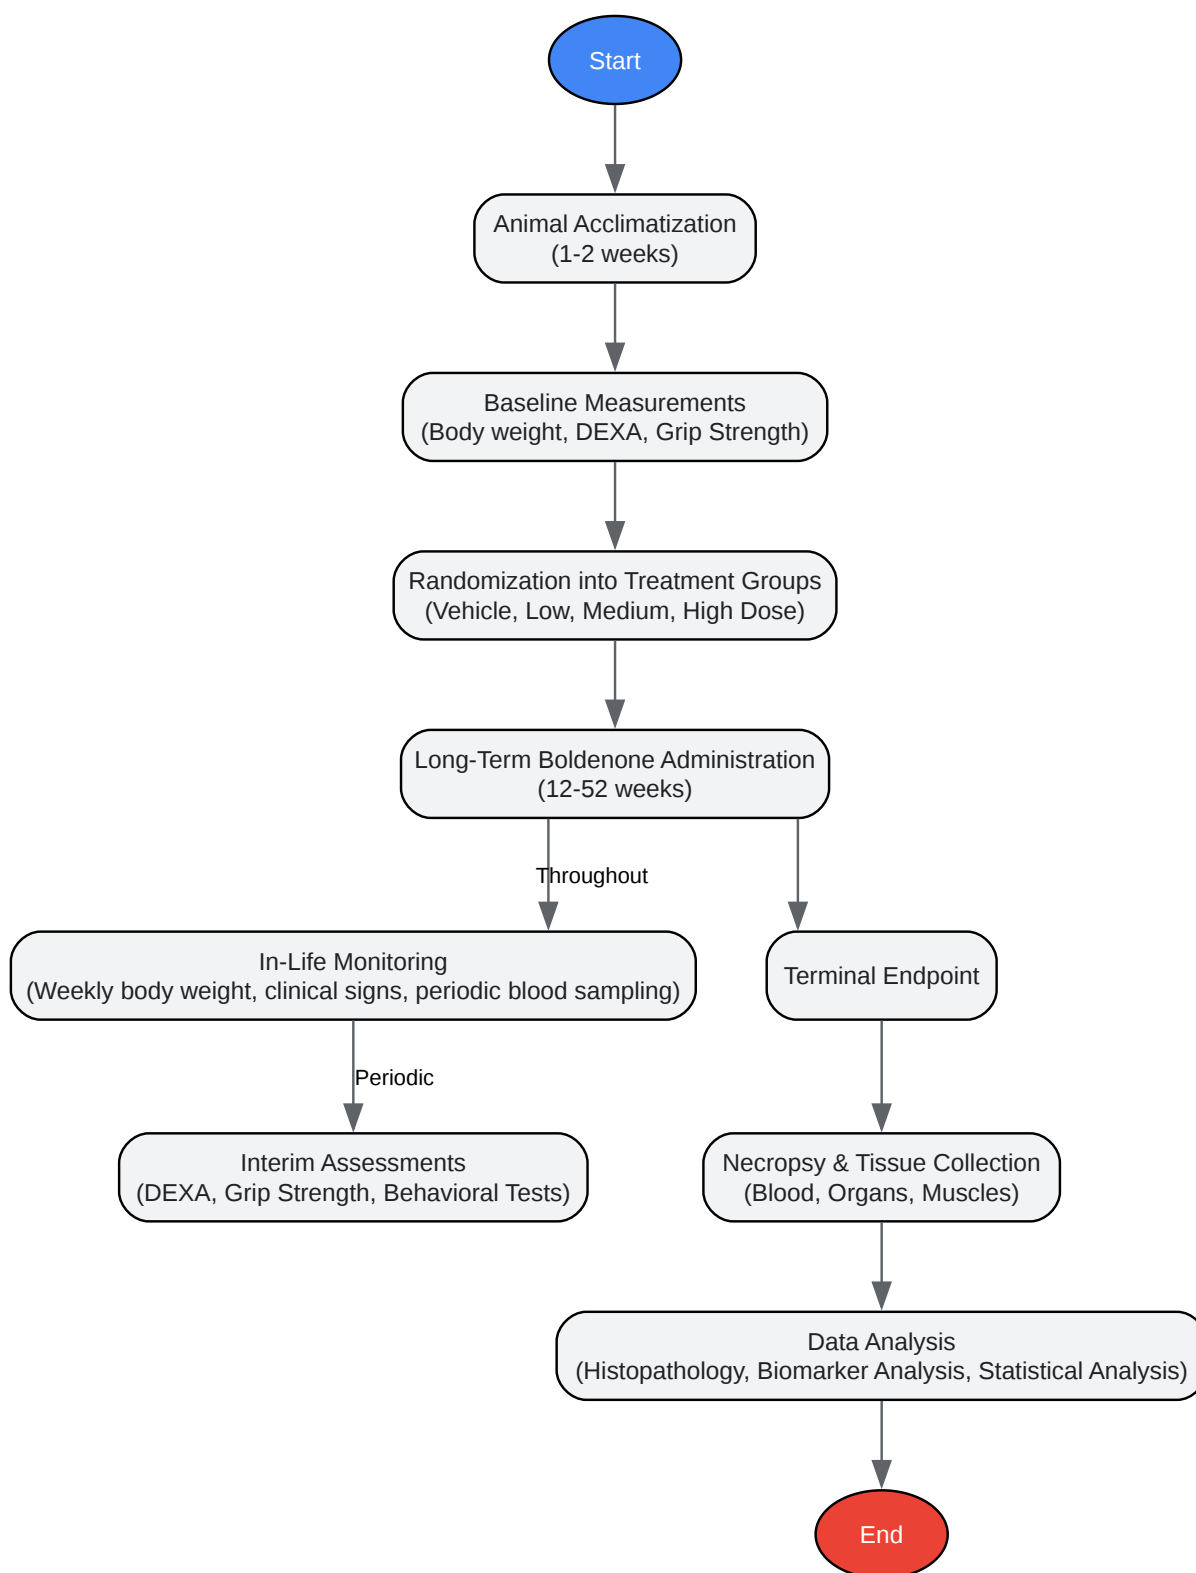 Start
Animal Acclimatization
(1-2 weeks)
Baseline Measurements
(Body weight, DEXA, Grip Strength)
Randomization into Treatment Groups
(Vehicle, Low, Medium, High Dose)
Long-Term Boldenone Administration
(12-52 weeks)
Throughout
In-Life Monitoring
(Weekly body weight, clinical signs, periodic blood sampling)
Terminal Endpoint
Periodic
Interim Assessments
(DEXA, Grip Strength, Behavioral Tests)
Necropsy & Tissue Collection
(Blood, Organs, Muscles)
Data Analysis
(Histopathology, Biomarker Analysis, Statistical Analysis)
End